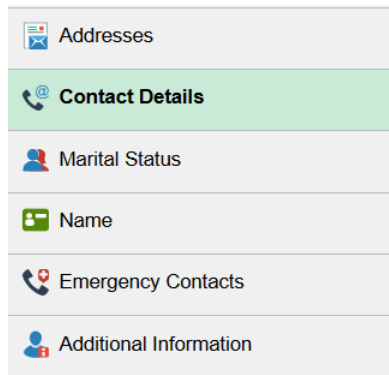 Addresses
Contact Details
Marital Status
Name
Emergency Contacts
Additional Information